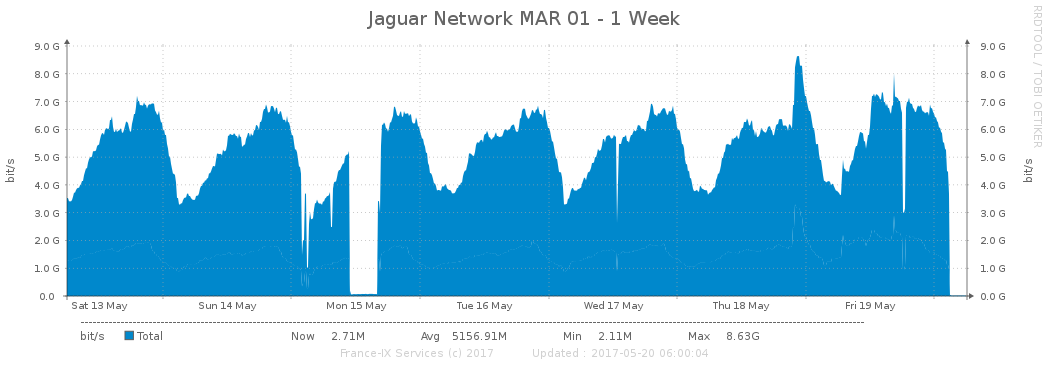 Jaguar Network MAR 01 - 1 Week
RRDTOOL / TOBI OETIKER
9.0 G 9.0 G
8.0 G 8.0 G
7.0 G 7.0 G
6.0 G 6.0 G
5.0 G 5.0 G
4.0 G 4.0 G
3.0 G 3.0 G
2.0 G 2.0 G
1.0 G 1.0 G
0.0 0.0 G
bit/s
bit/s
Sat 13 May Sun 14 May Mon 15 May Tue 16 May Wed 17 May Thu 18 May Fri 19 May
bit/s Total Now 2.71M Avg 5156.91M Min 2.11M Max 8.63G
France-IX Services (c) 2017 Updated : 2017-05-20 06:00:04